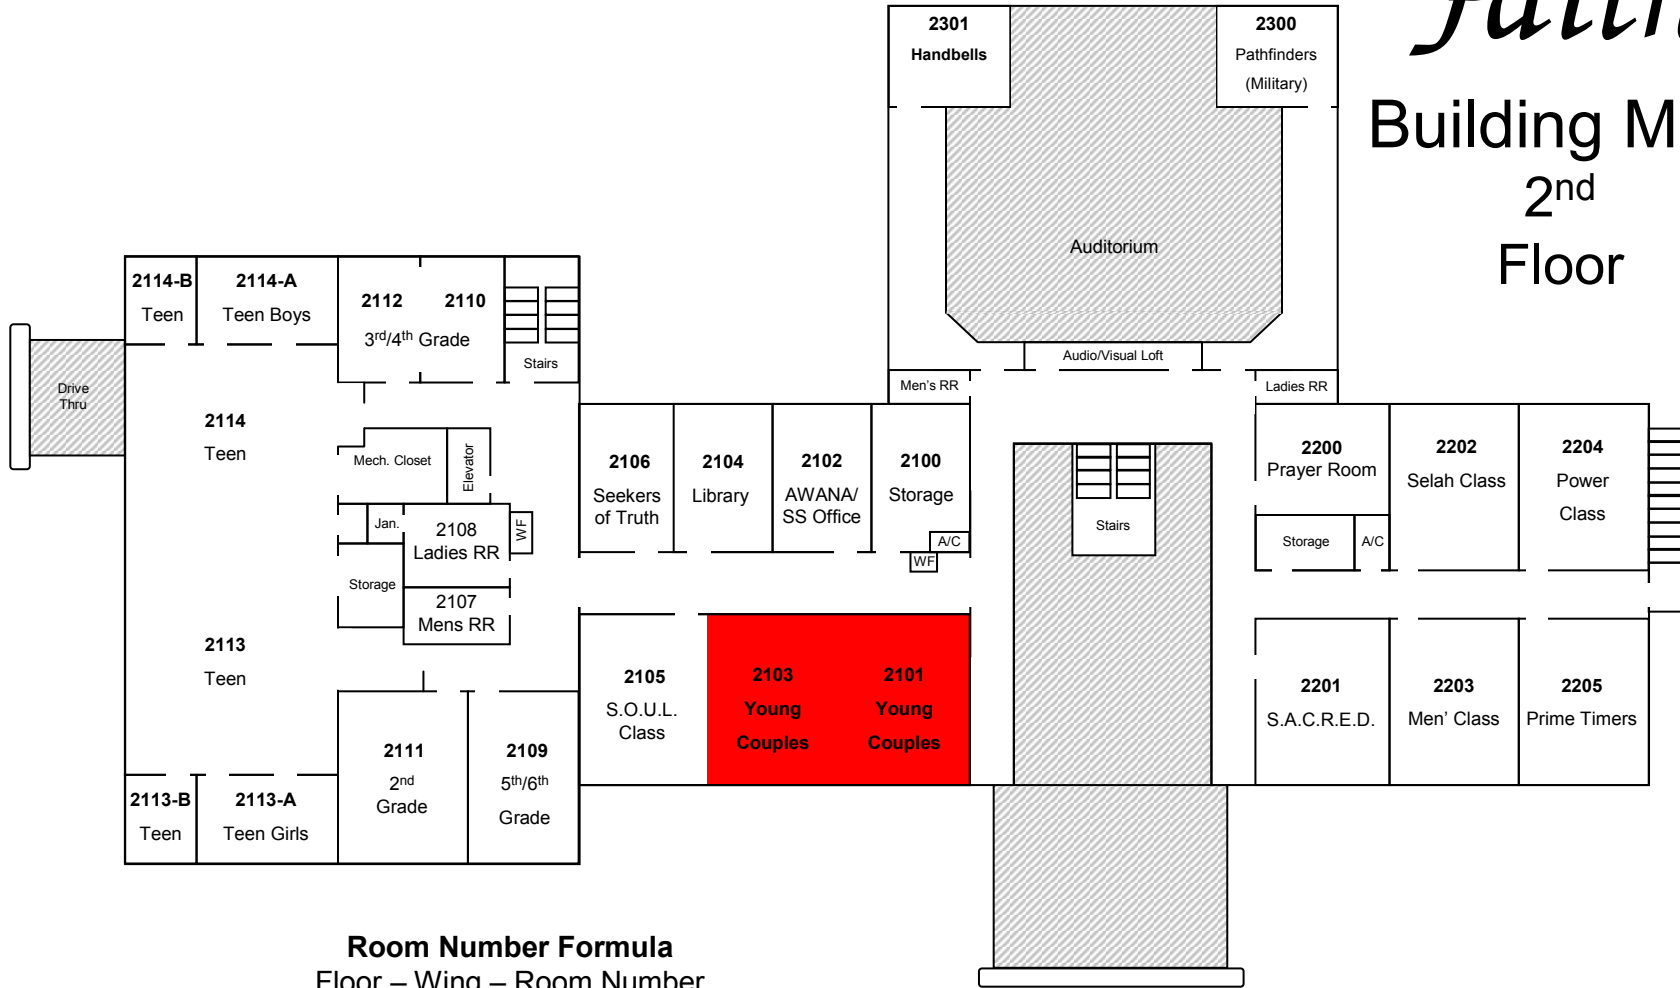 2301
Handbells
2300
Pathfinders
(Military)
Building M
2nd
Floor
Auditorium
Audio/Visual Loft
Men's RR
Ladies RR
2114-B
Teen
2114-A
Teen Boys
2112
2110
3rd/4th Grade
Stairs
Drive
Thru
2114
Teen
Mech. Closet
Elevator
Jan.
2108
Ladies RR
WF
Storage
2107
Mens RR
2113
Teen
2106
Seekers
of Truth
2104
Library
2102
AWANA/
SS Office
2100
Storage
A/C
WF
Stairs
2200
Prayer Room
Storage
A/C
2202
Selah Class
2204
Power
Class
2105
S.O.U.L.
Class
2103
Young
Couples
2101
Young
Couples
2201
S.A.C.R.E.D.
2203
Men' Class
2205
Prime Timers
2111
2nd
Grade
2109
5th/6th
Grade
2113-B
Teen
2113-A
Teen Girls
Room Number Formula
Floor – Wing – Room Number